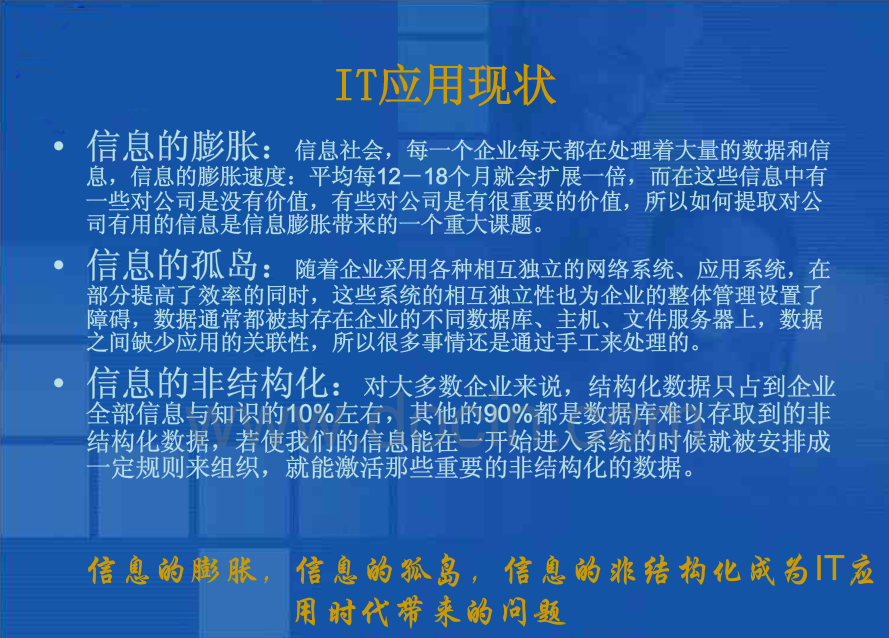 IT应用现状
• 信息的膨胀：信息社会，每一个企业每天都在处理着大量的数据和信
息，信息的膨胀速度：平均每12－18个月就会扩展一倍，而在这些信息中有
一些对公司是没有价值，有些对公司是有很重要的价值，所以如何提取对公
司有用的信息是信息膨胀带来的一个重大课题。
• 信息的孤岛：随着企业采用各种相互独立的网络系统、应用系统，在
部分提高了效率的同时，这些系统的相互独立性也为企业的整体管理设置了
障碍，数据通常都被封存在企业的不同数据库、主机、文件服务器上，数据
之间缺少应用的关联性，所以很多事情还是通过手工来处理的。
• 信息的非结构化：对大多数企业来说，结构化数据只占到企业
全部信息与知识的10%左右，其他的90%都是数据库难以存取到的非
结构化数据，若使我们的信息能在一开始进入系统的时候就被安排成
一定规则来组织，就能激活那些重要的非结构化的数据。
信息的膨胀，信息的孤岛，信息的非结构化成为IT应
用时代带来的问题